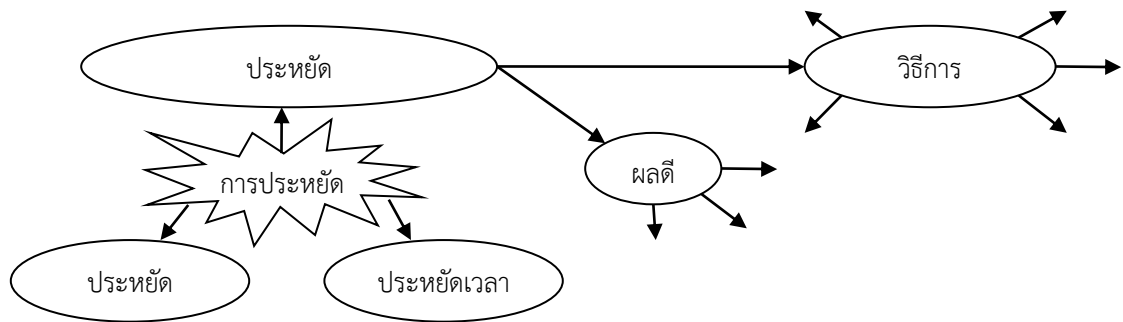 ประหยัด
วิธีการ
ผลดี
การประหยัด
ประหยัด
ประหยัดเวลา